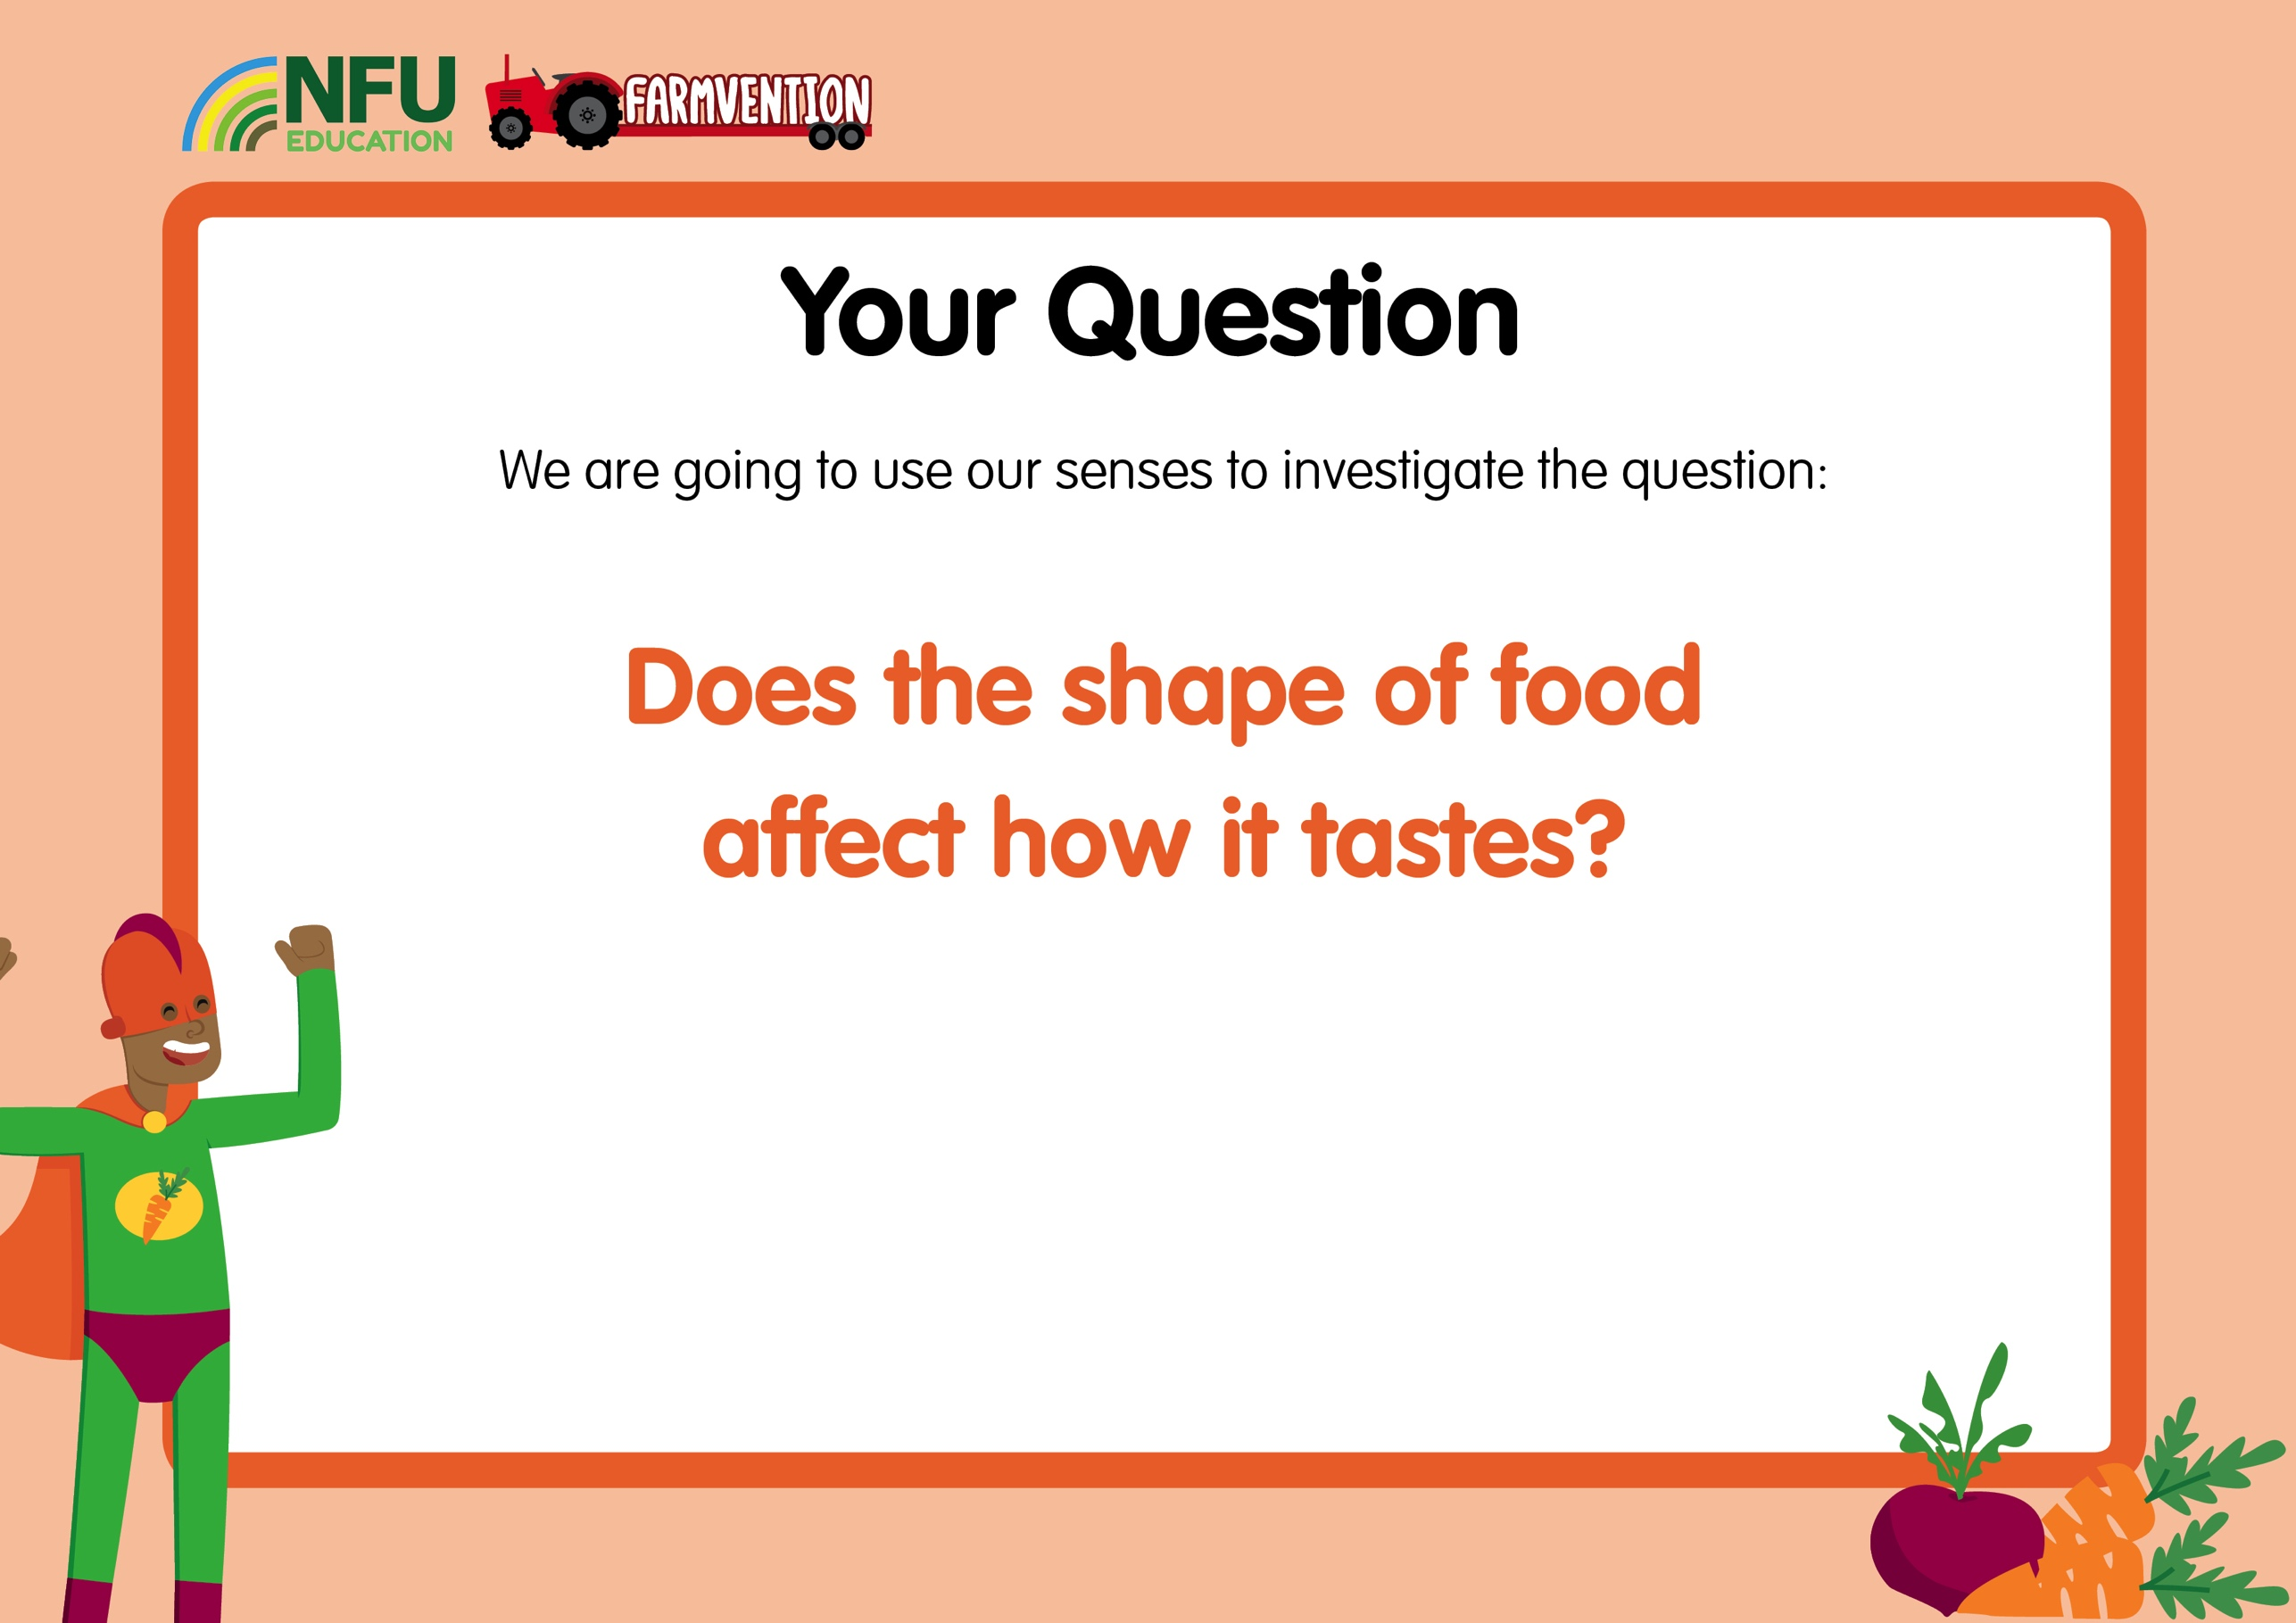 NFU
EDUCATION
FARMVENTION
Your Question
We are going to use our senses to investigate the question:
Does the shape of food
affect how it tastes?